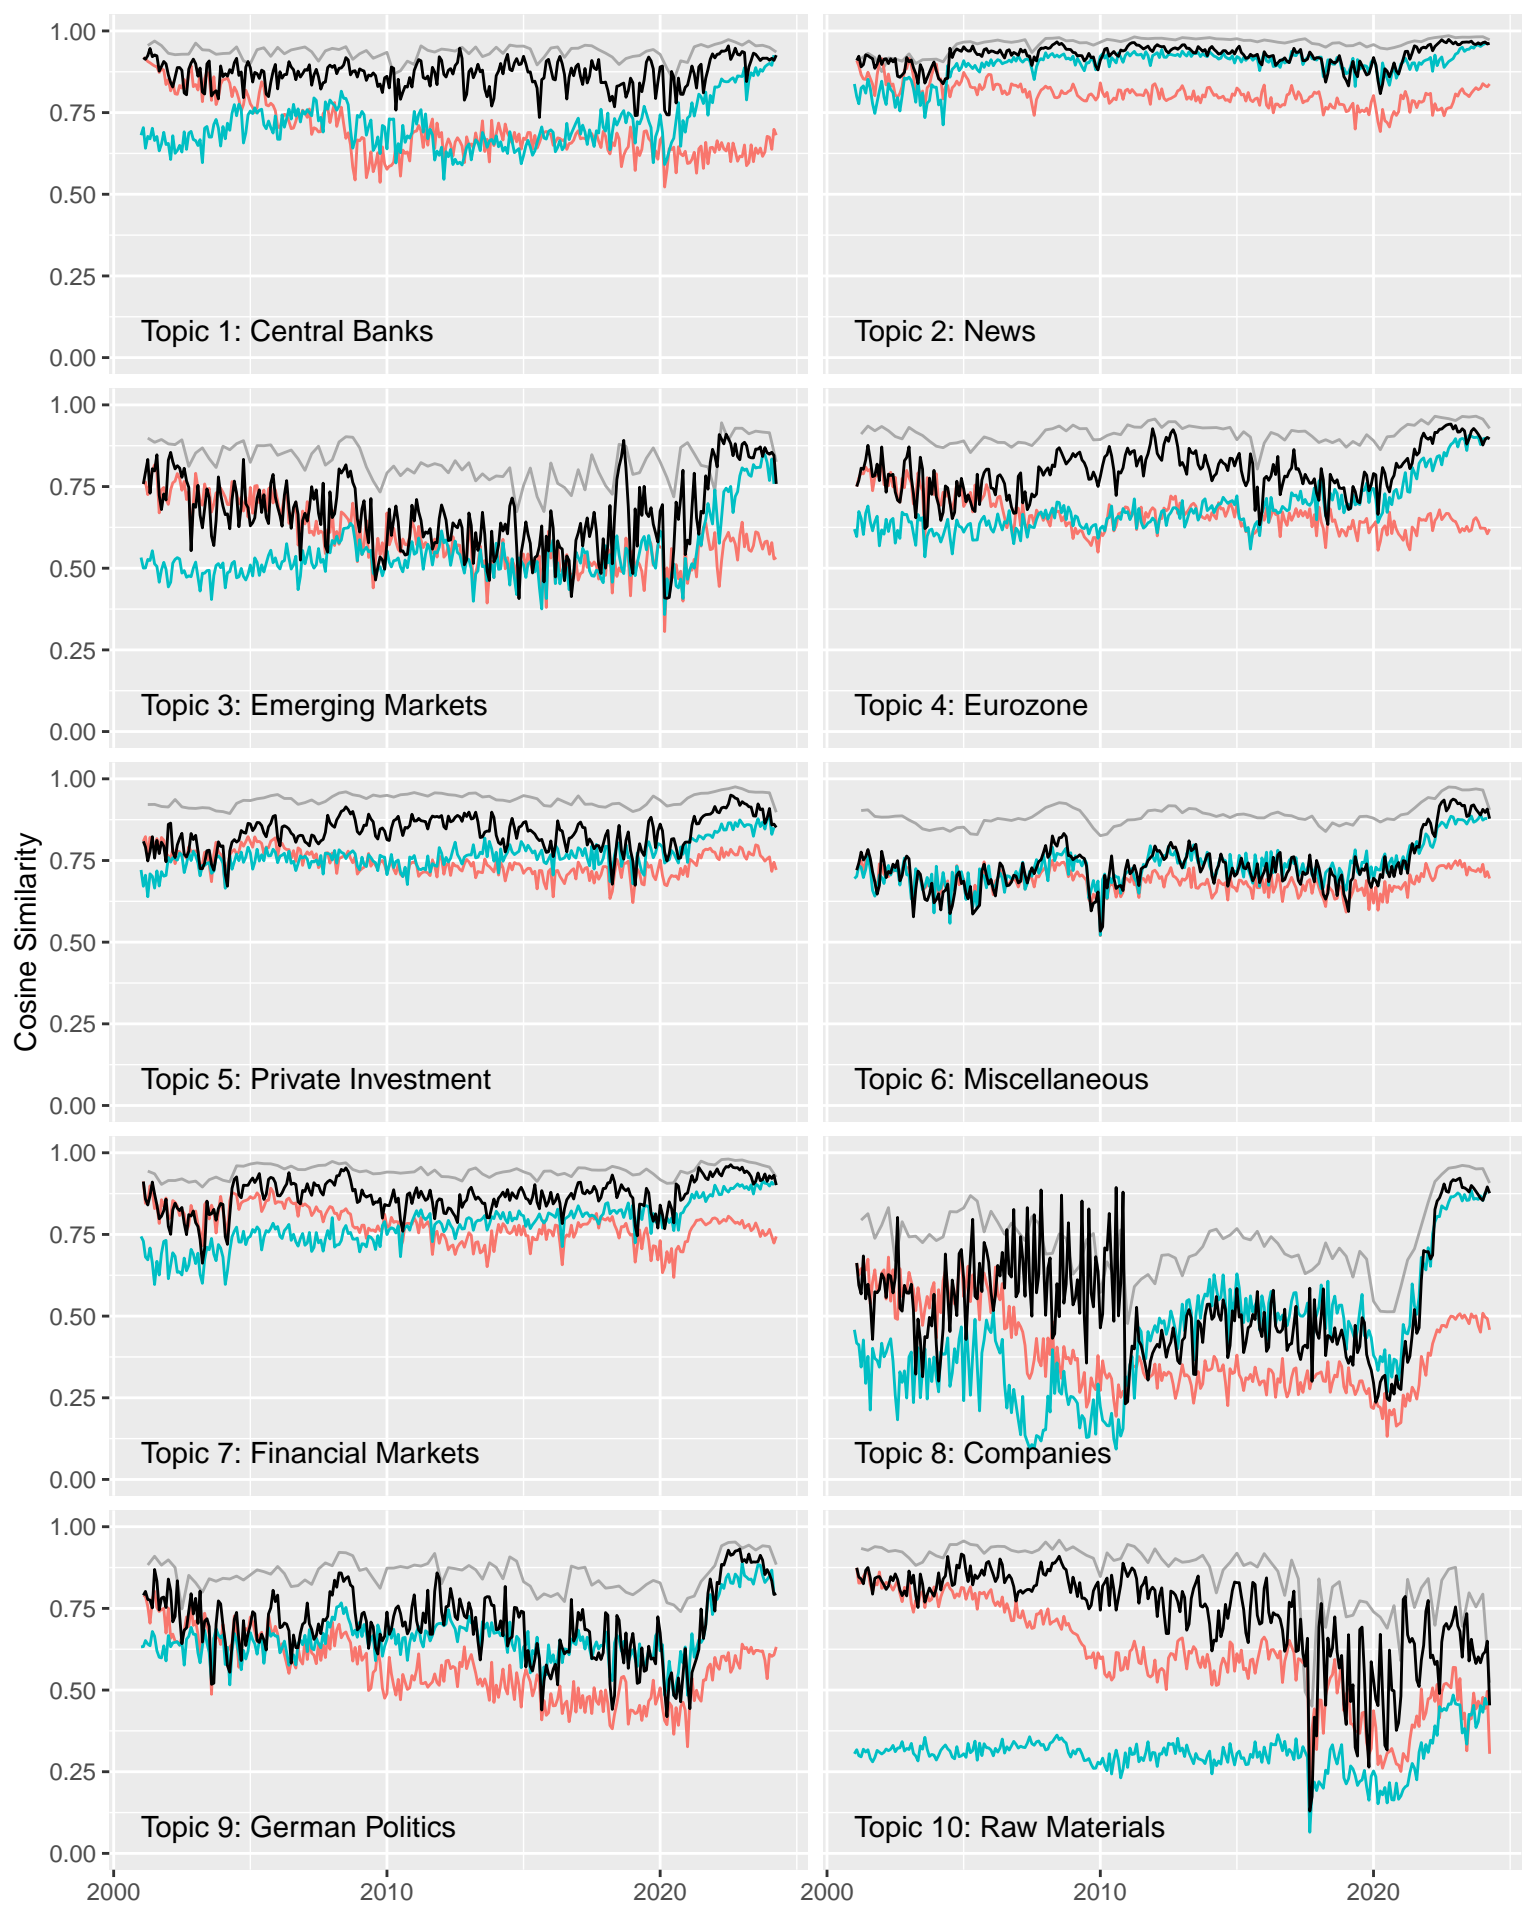 Cosine Similarity
1.00
0.75
0.50
0.25
0.00
Topic 1: Central Banks
Topic 2: News
1.00
0.75
0.50
0.25
0.00
Topic 3: Emerging Markets
Topic 4: Eurozone
1.00
0.75
0.50
0.25
0.00
Topic 5: Private Investment
Topic 6: Miscellaneous
1.00
0.75
0.50
0.25
0.00
Topic 7: Financial Markets
Topic 8: Companies
1.00
0.75
0.50
0.25
0.00
Topic 9: German Politics
Topic 10: Raw Materials
2000 2010 2020 2000 2010 2020